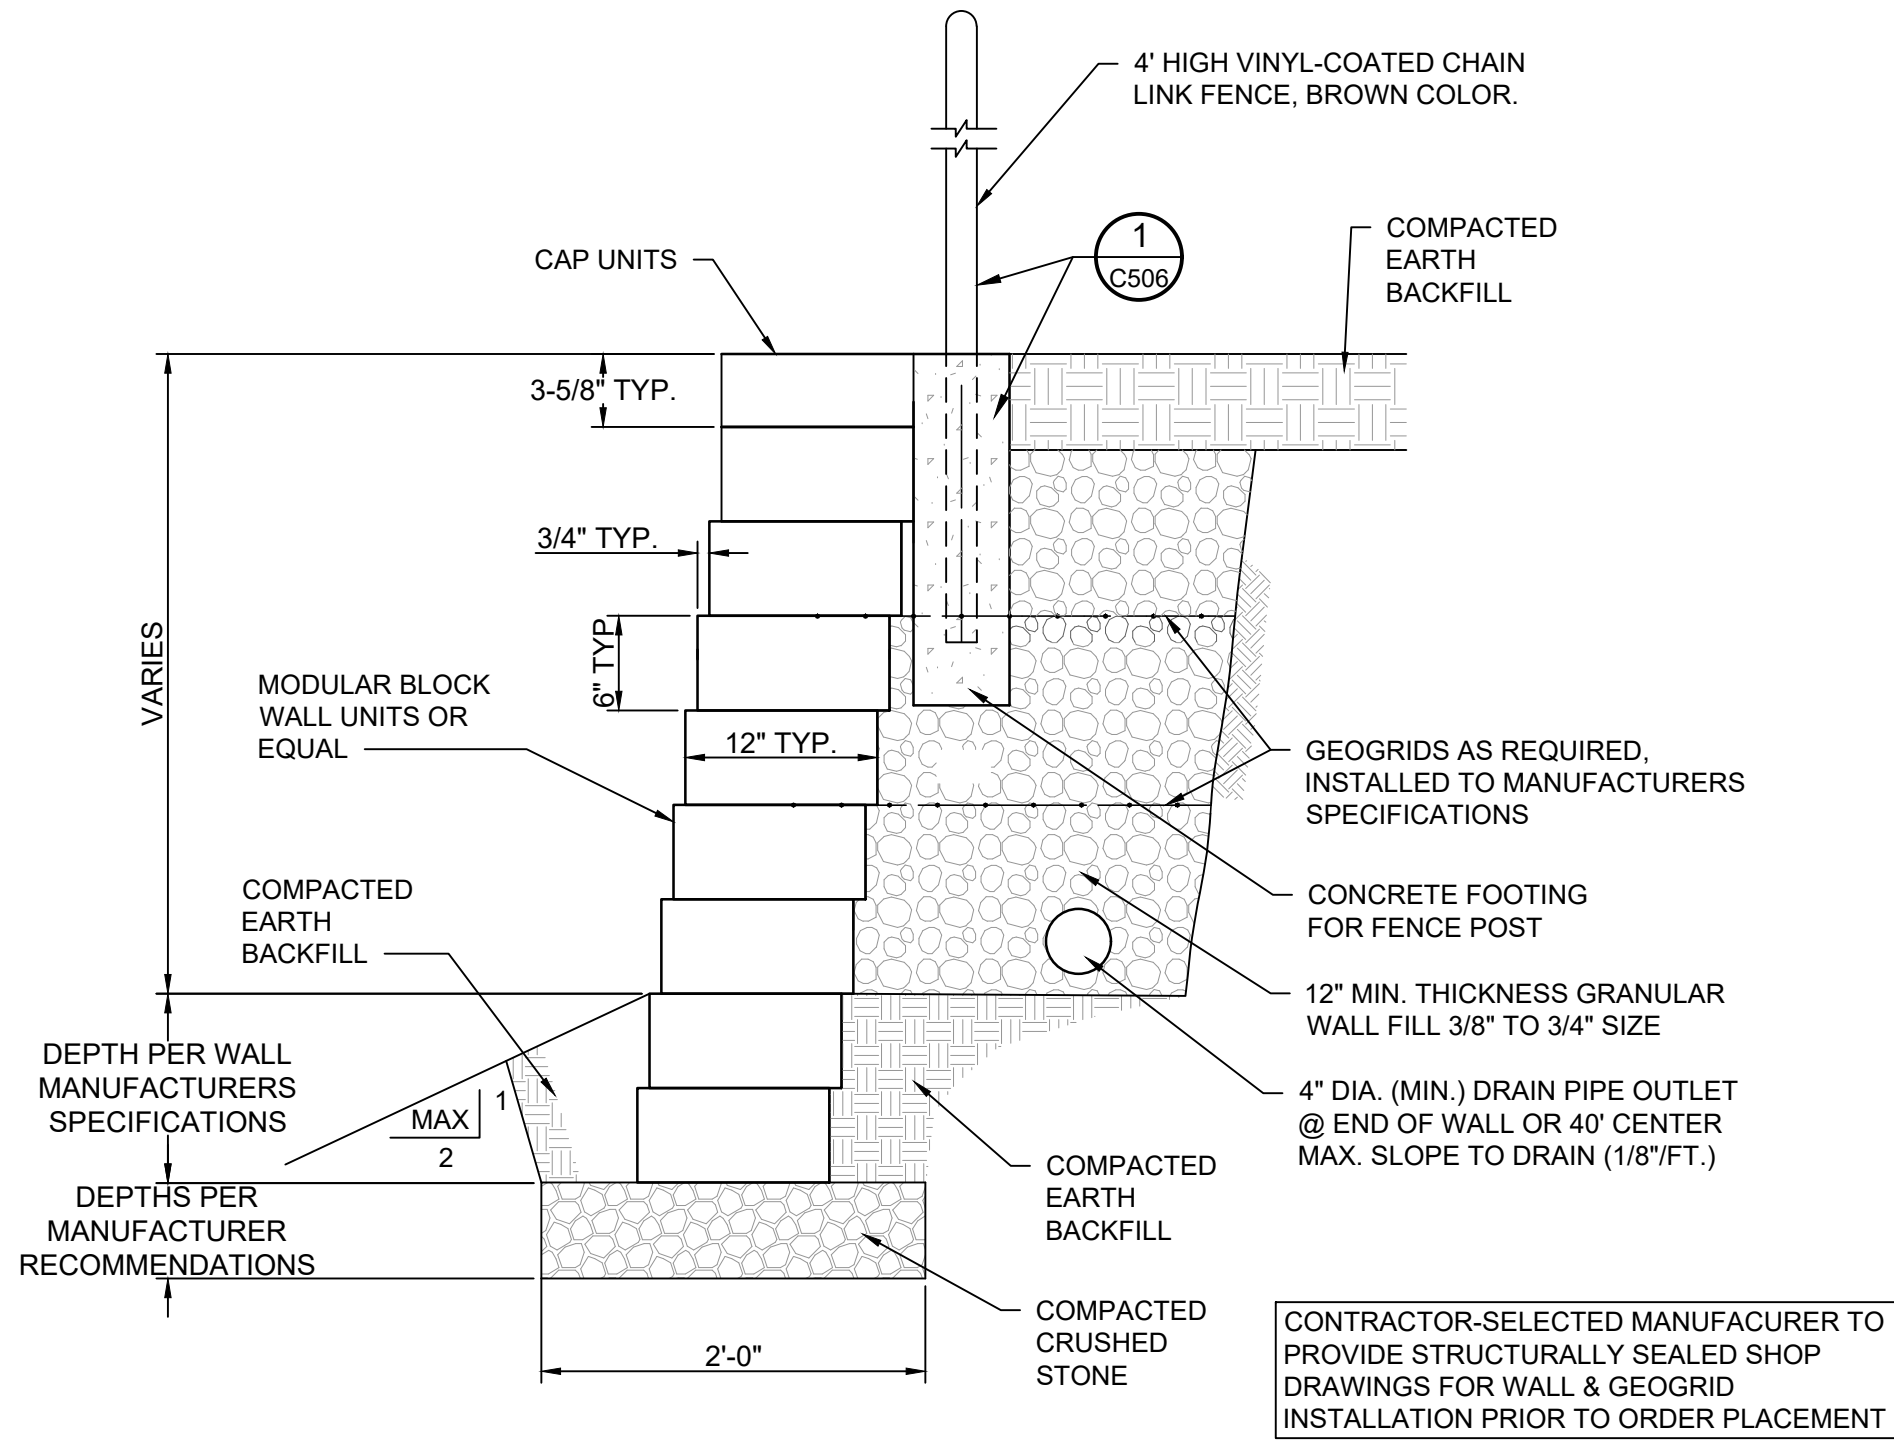 4' HIGH VINYL-COATED CHAIN
LINK FENCE, BROWN COLOR.
1
C506
COMPACTED
EARTH
BACKFILL
CAP UNITS
3-5/8" TYP.
3/4" TYP.
6" TYP
VARIES
MODULAR BLOCK
WALL UNITS OR
EQUAL
12" TYP.
GEOGRIDS AS REQUIRED,
INSTALLED TO MANUFACTURERS
SPECIFICATIONS
COMPACTED
EARTH
BACKFILL
CONCRETE FOOTING
FOR FENCE POST
12" MIN. THICKNESS GRANULAR
WALL FILL 3/8" TO 3/4" SIZE
DEPTH PER WALL
MANUFACTURERS
SPECIFICATIONS
MAX
1
2
4" DIA. (MIN.) DRAIN PIPE OUTLET
@ END OF WALL OR 40' CENTER
MAX. SLOPE TO DRAIN (1/8"/FT.)
COMPACTED
EARTH
BACKFILL
DEPTHS PER
MANUFACTURER
RECOMMENDATIONS
COMPACTED
CRUSHED
STONE
2'-0"
CONTRACTOR-SELECTED MANUFACURER TO
PROVIDE STRUCTURALLY SEALED SHOP
DRAWINGS FOR WALL & GEOGRID
INSTALLATION PRIOR TO ORDER PLACEMENT